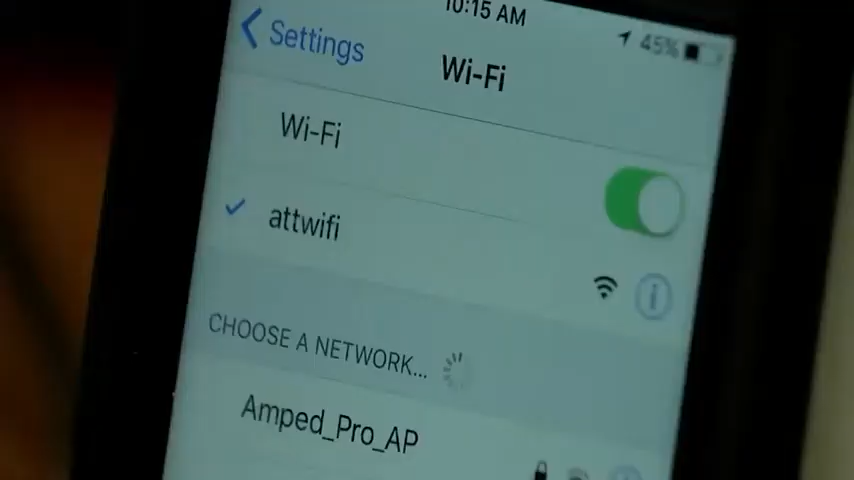 10:15 AM
45%
Settings
Wi-Fi
Wi-Fi
attwifi
CHOOSE A NETWORK...
Amped_Pro_AP